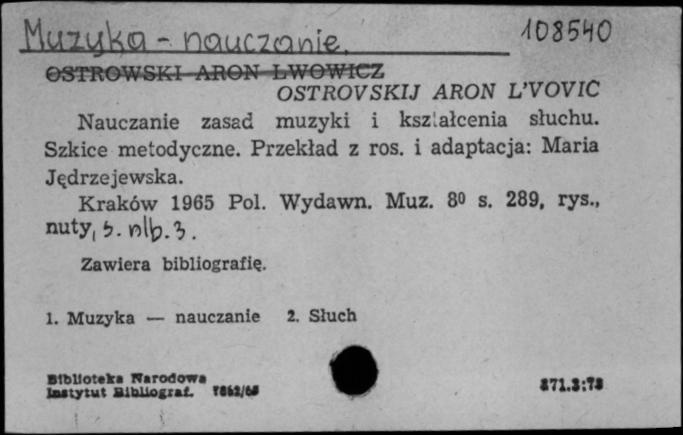 Muzyka - nauczanie. 108540
OSTROWSKI ARON LWOWICZ
OSTROVSKIJ ARON L'VOVIC
Nauczanie zasad muzyki i kształcenia słuchu.
Szkice metodyczne. Przekład z ros. i adaptacja: Maria
Jędrzejewska.
Kraków 1965 Pol. Wydawn. Muz. 8⁰ s. 289, rys.,
nuty, s. nlb. 3.
Zawiera bibliografię.
1. Muzyka — nauczanie 2. Słuch
Biblioteka Narodowa
Instytut Bibliograf. 7862/65
371.3:78